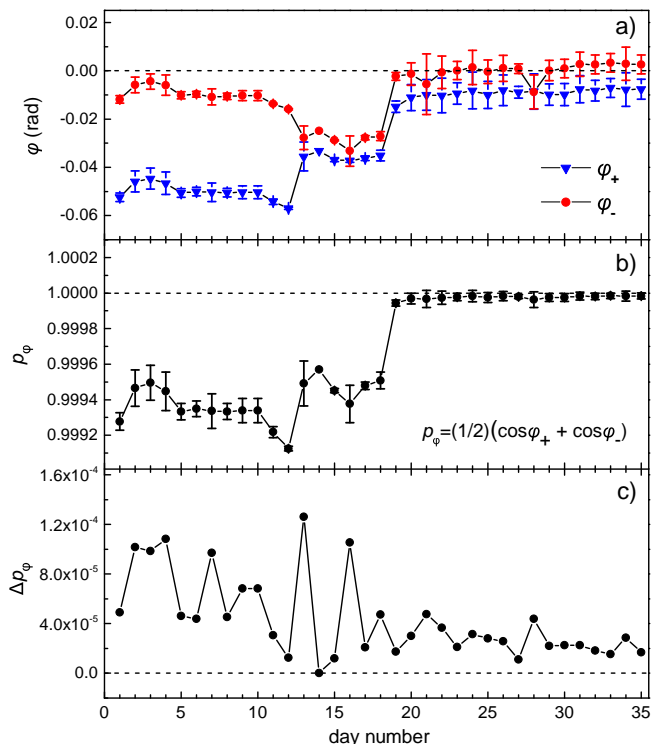 a)
0.02
0.00
-0.02
-0.04
-0.06
φ (rad)
φ₊
φ₋
b)
1.0002
1.0000
0.9998
0.9996
0.9994
0.9992
pφ
pφ=(1/2)(cosφ₊ + cosφ₋)
c)
1.6x10⁻⁴
1.2x10⁻⁴
8.0x10⁻⁵
4.0x10⁻⁵
0.0
Δpφ
0 5 10 15 20 25 30 35
day number